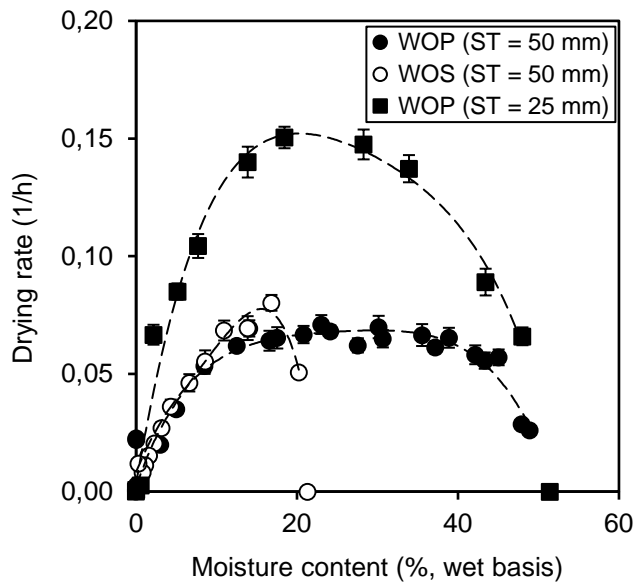 0,20
WOP (ST = 50 mm)
WOS (ST = 50 mm)
WOP (ST = 25 mm)
0,15
0,10
0,05
0,00
Drying rate (1/h)
0 20 40 60
Moisture content (%, wet basis)